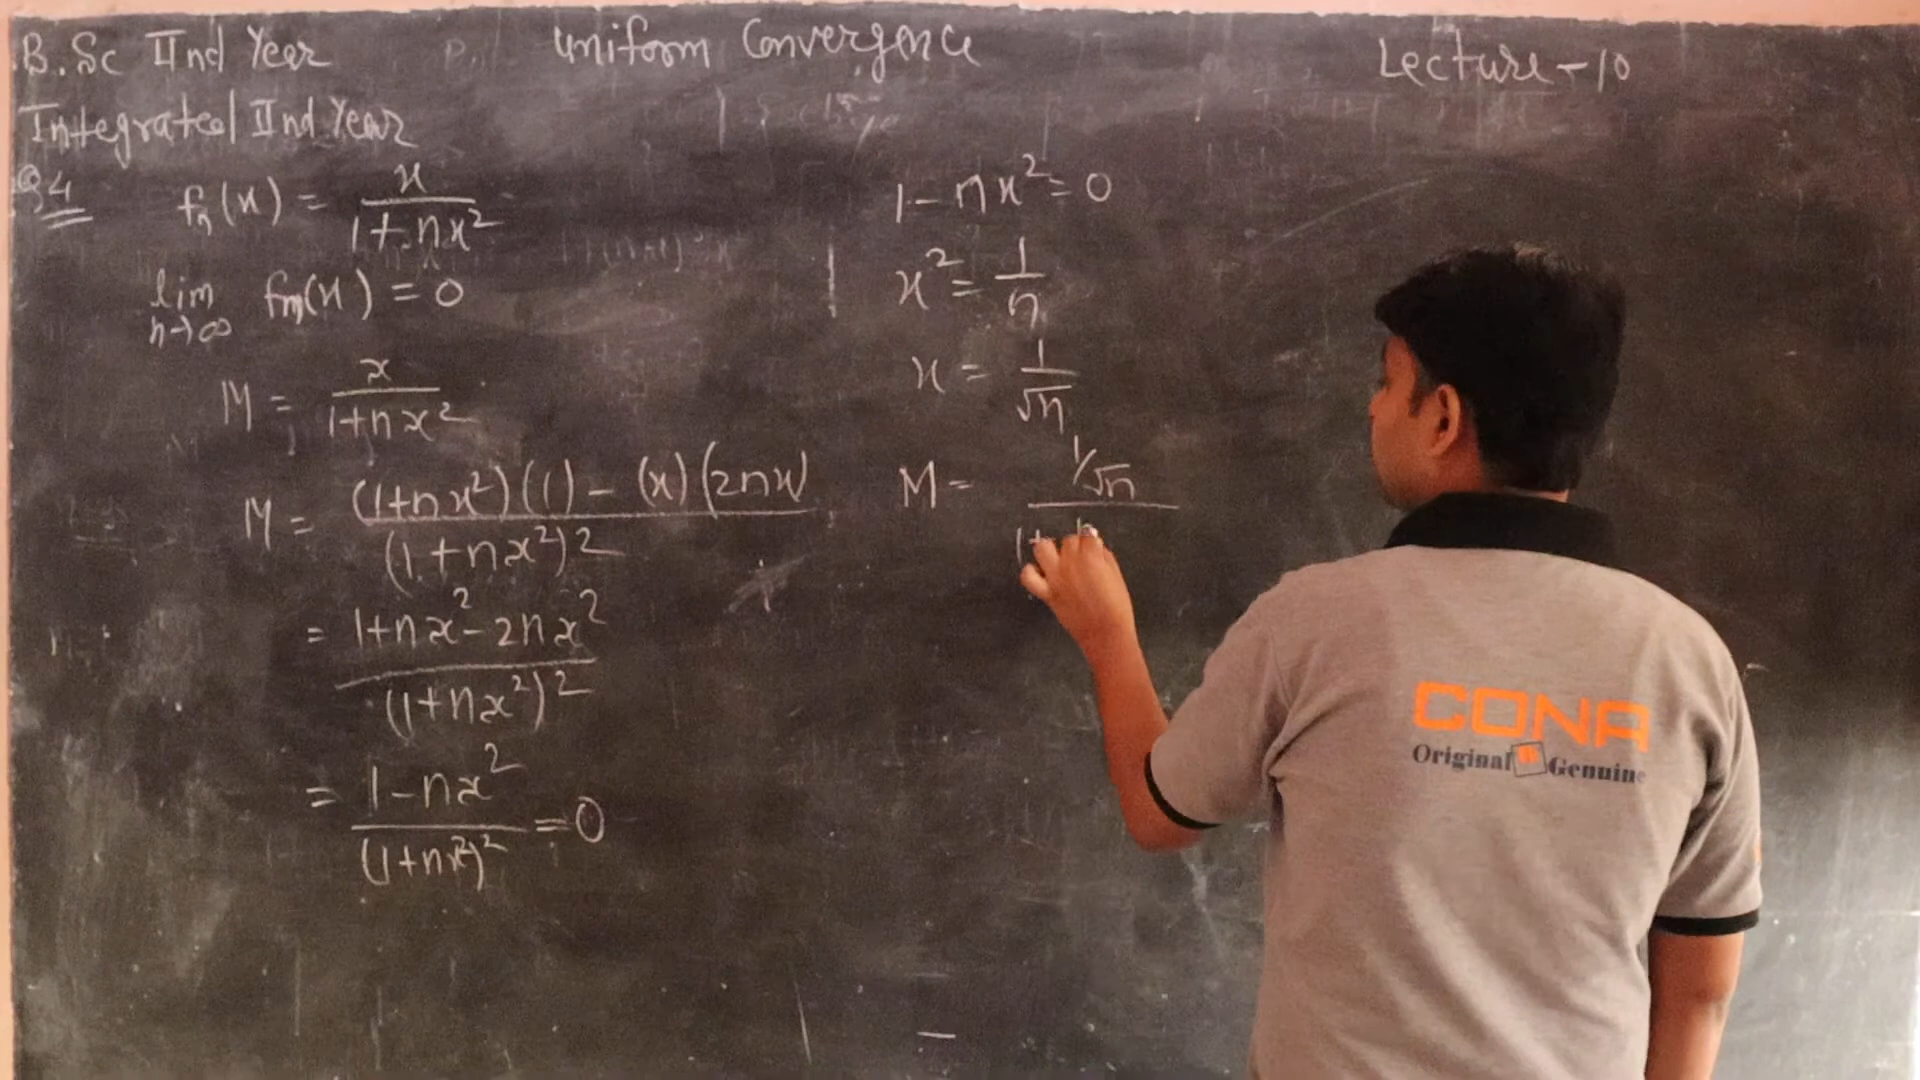 B.Sc IInd Year
Uniform Convergence
Lecture-10
Integrated IInd Year
Q4
fn(x) = x / 1+nx²
lim n→∞ fn(x) = 0
M = x / 1+nx²
M = (1+nx²)(1) - (x)(2nx) / (1+nx²)2
= 1+nx²-2nx² / (1+nx²)²
= 1-nx² / (1+nx²)² = 0
1-nx²=0
x² = 1/n
x = 1/√n
M = 1/√n
1+
CONA
Original Genuine